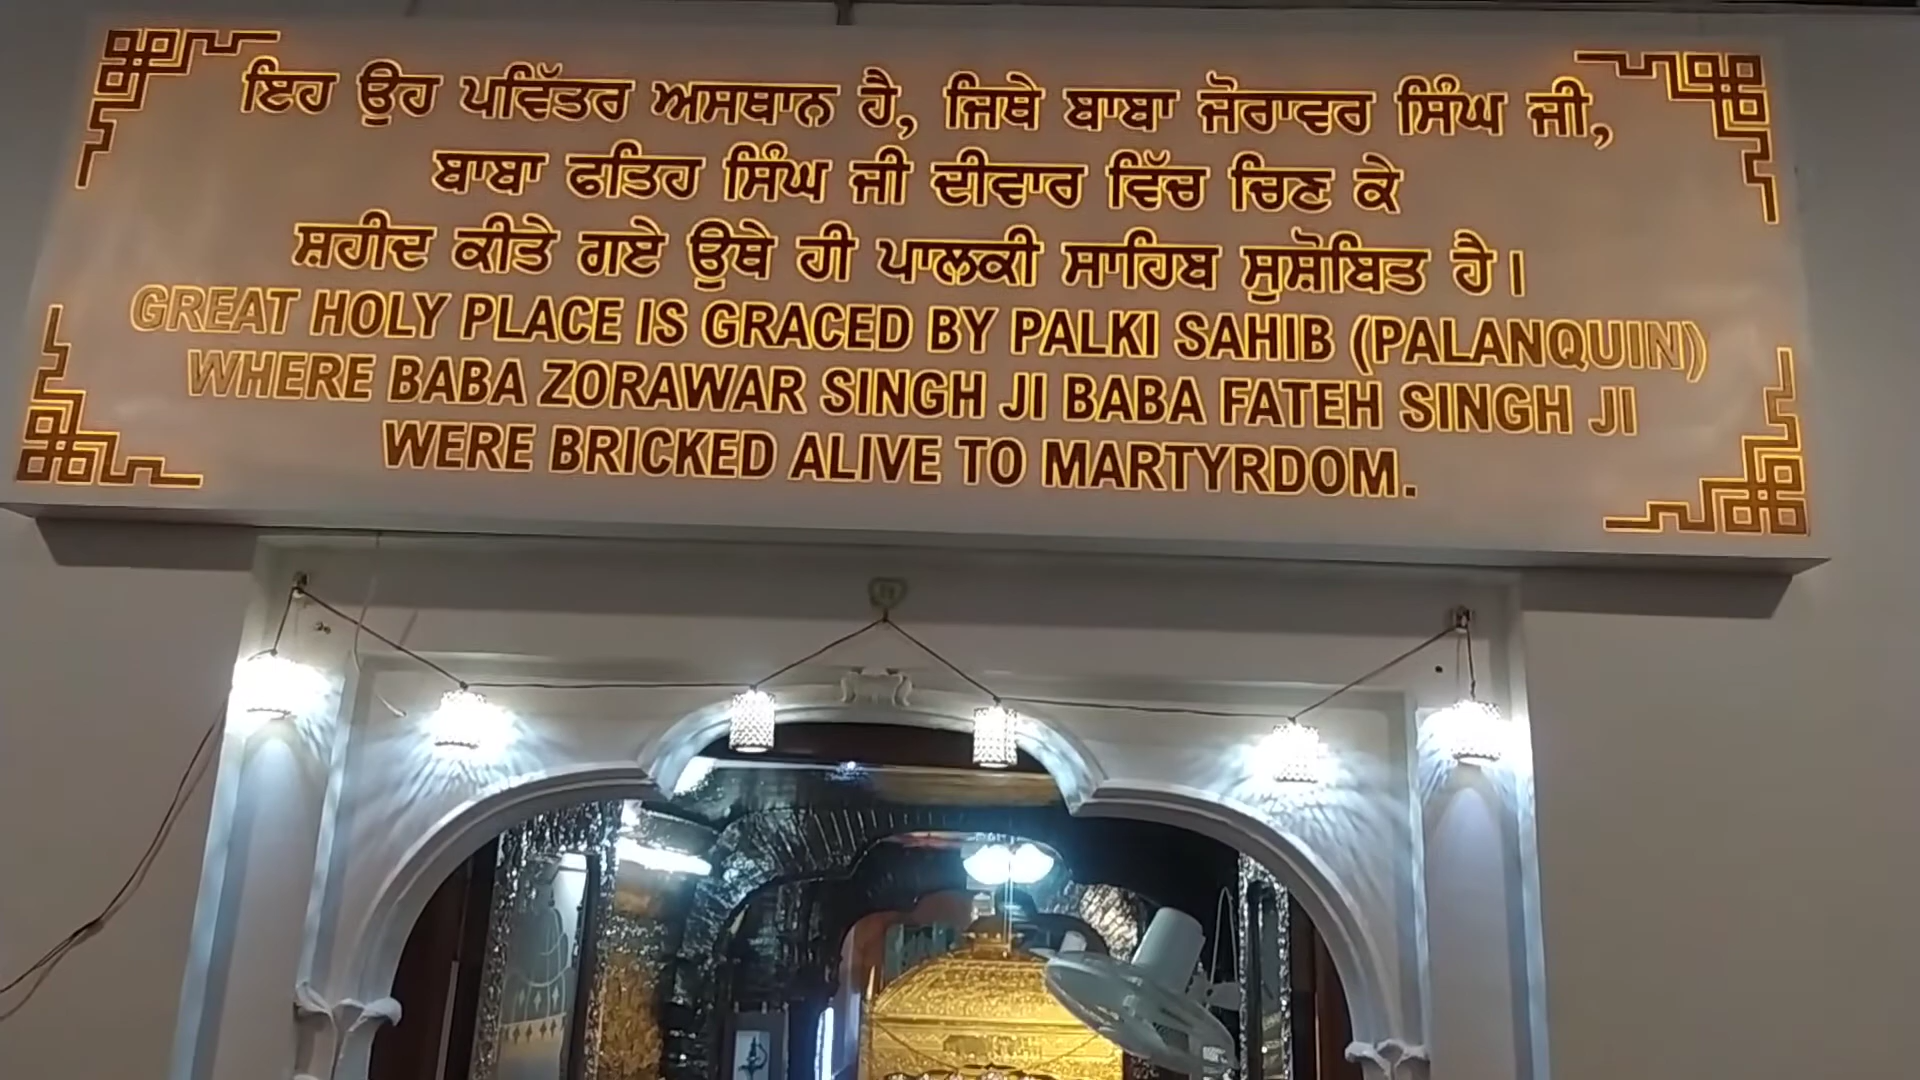 ਇਹ ਉਹ ਪਵਿੱਤਰ ਅਸਥਾਨ ਹੈ, ਜਿਥੇ ਬਾਬਾ ਜੋਰਾਵਰ ਸਿੰਘ ਜੀ,
ਬਾਬਾ ਫਤਿਹ ਸਿੰਘ ਜੀ ਦੀਵਾਰ ਵਿੱਚ ਚਿਣ ਕੇ
ਸ਼ਹੀਦ ਕੀਤੇ ਗਏ ਉਥੇ ਹੀ ਪਾਲਕੀ ਸਾਹਿਬ ਸੁਸ਼ੋਬਿਤ ਹੈ।
GREAT HOLY PLACE IS GRACED BY PALKI SAHIB (PALANQUIN)
WHERE BABA ZORAWAR SINGH JI BABA FATEH SINGH JI
WERE BRICKED ALIVE TO MARTYRDOM.